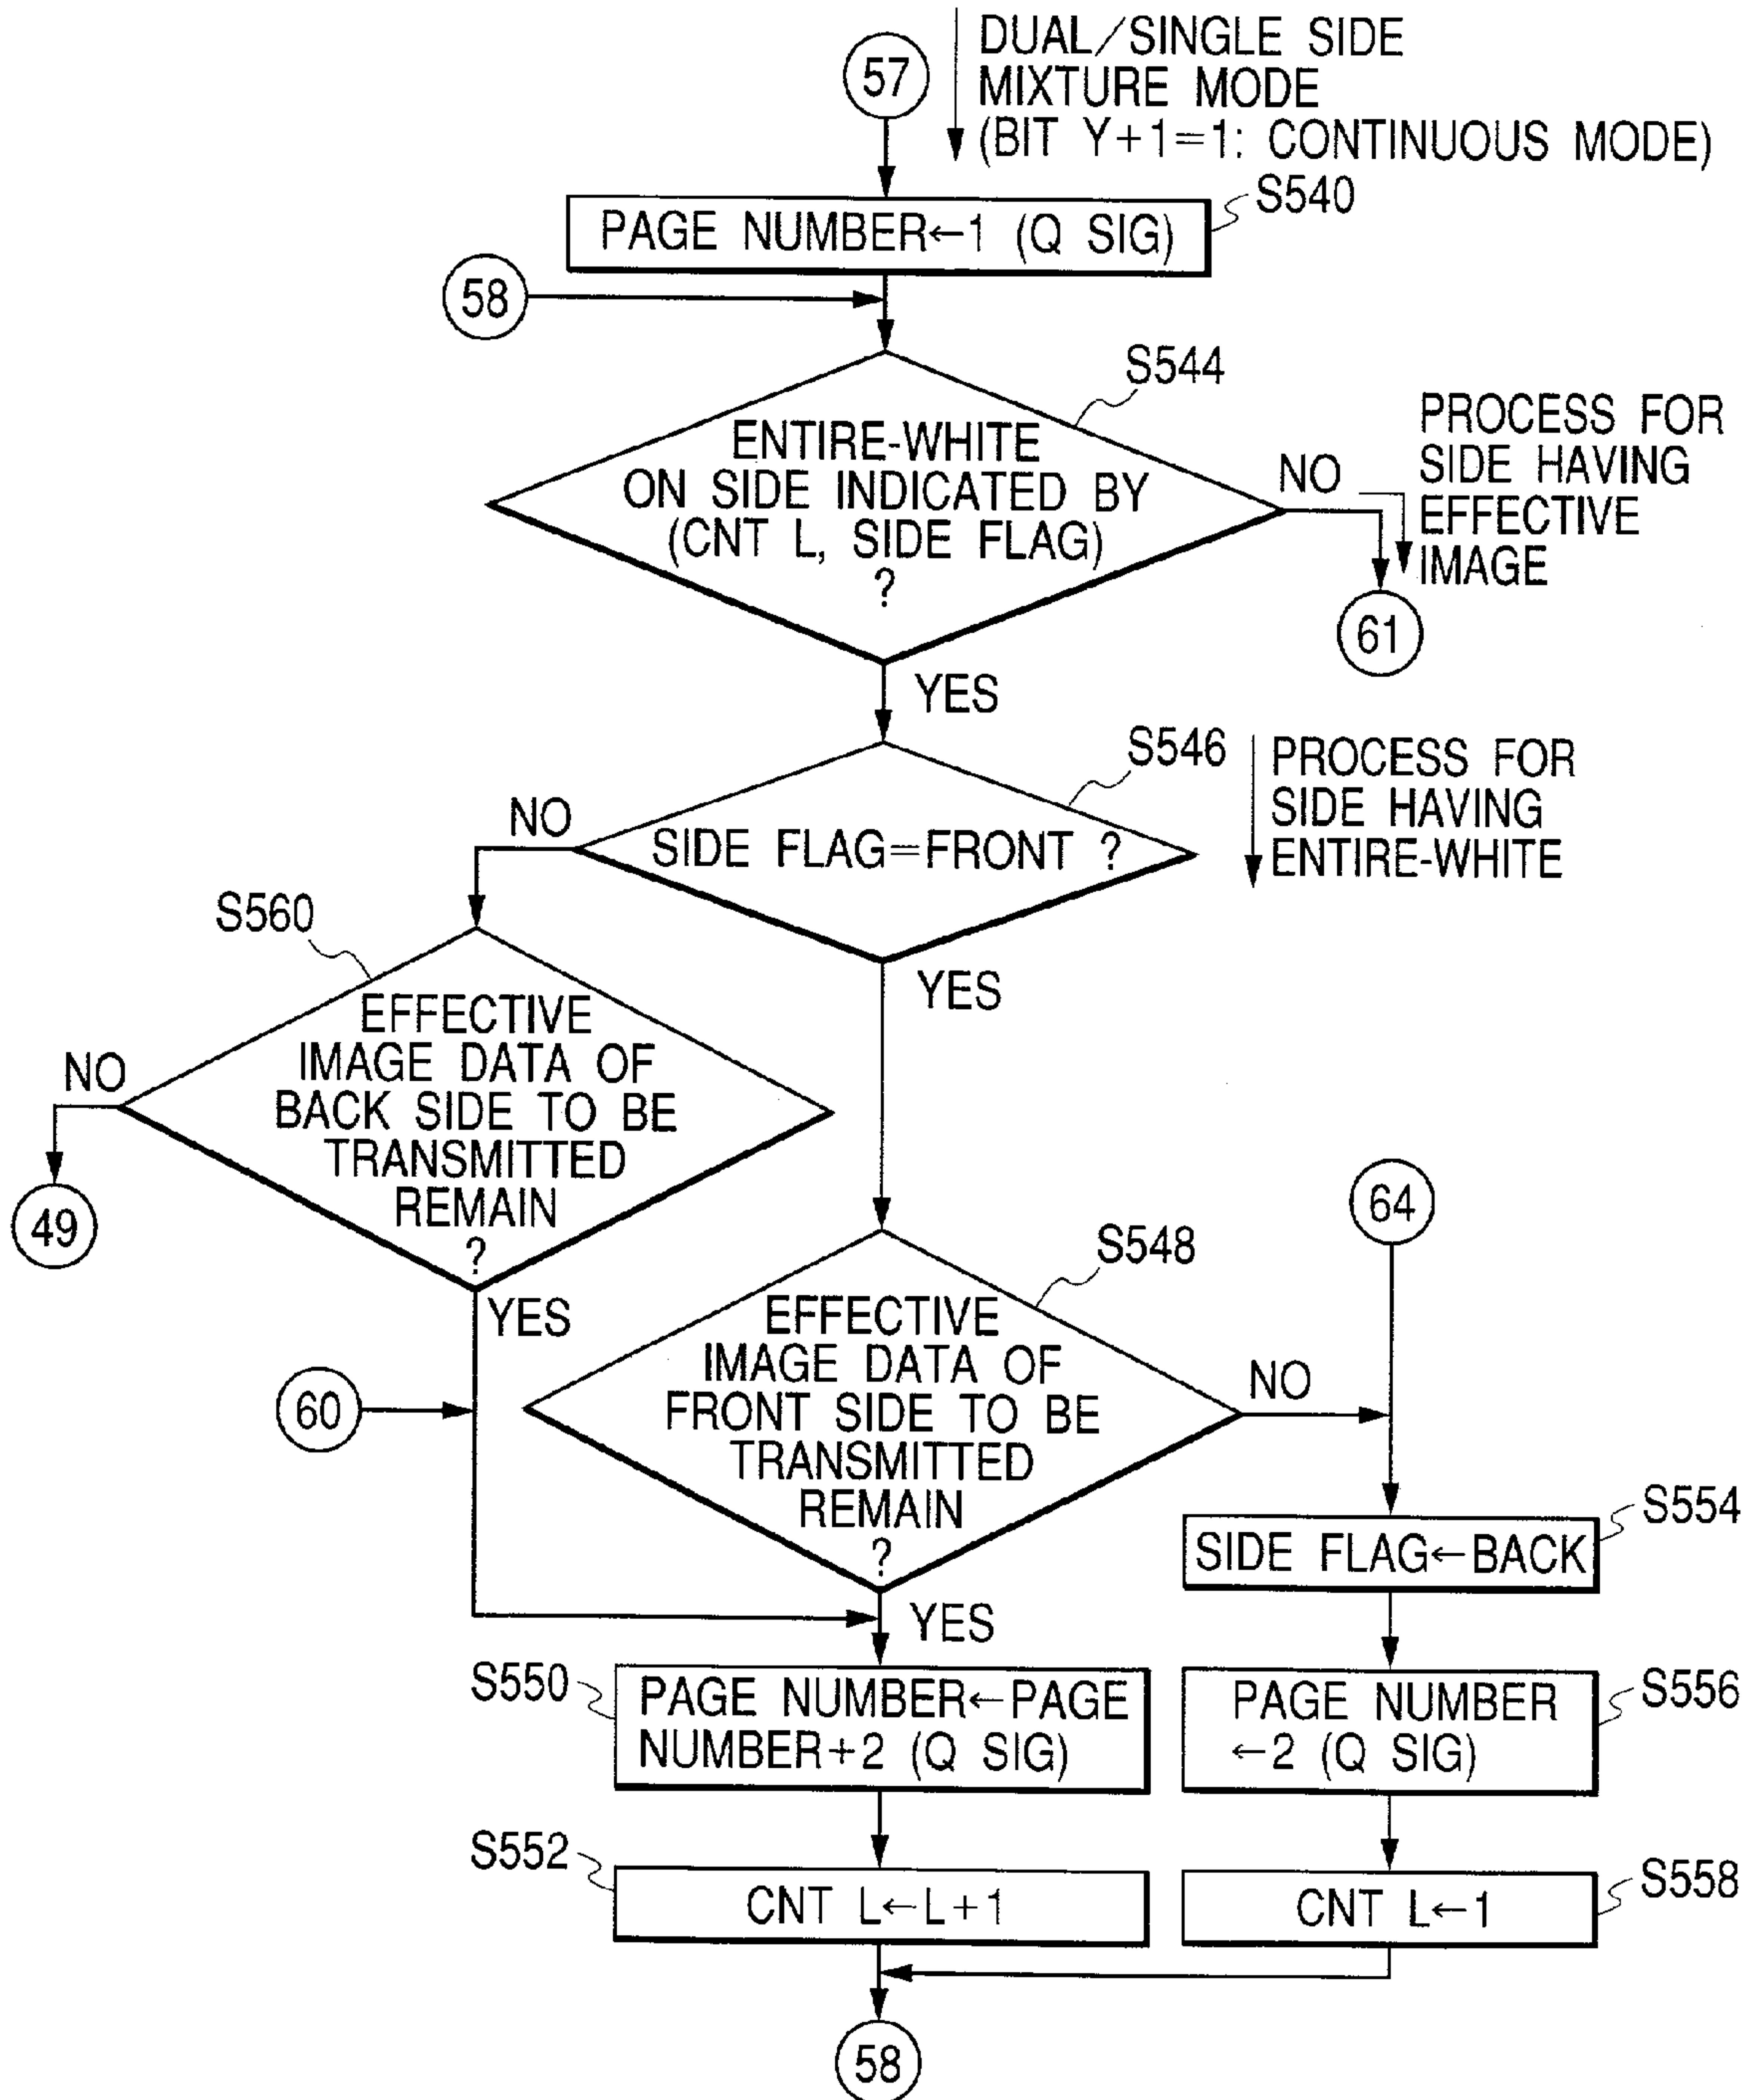 57
DUAL/SINGLE SIDE
MIXTURE MODE
(BIT Y+1=1: CONTINUOUS MODE)
S540
PAGE NUMBER←1 (Q SIG)
58
S544
ENTIRE-WHITE
ON SIDE INDICATED BY
(CNT L, SIDE FLAG)
?
NO
PROCESS FOR
SIDE HAVING
EFFECTIVE
IMAGE
61
YES
S546
SIDE FLAG=FRONT ?
PROCESS FOR
SIDE HAVING
ENTIRE-WHITE
NO
YES
S560
EFFECTIVE
IMAGE DATA OF
BACK SIDE TO BE
TRANSMITTED
REMAIN
?
NO
49
YES
60
S548
EFFECTIVE
IMAGE DATA OF
FRONT SIDE TO BE
TRANSMITTED
REMAIN
?
NO
64
YES
S554
SIDE FLAG←BACK
S550
PAGE NUMBER←PAGE
NUMBER+2 (Q SIG)
S556
PAGE NUMBER
←2 (Q SIG)
S552
CNT L←L+1
S558
CNT L←1
58